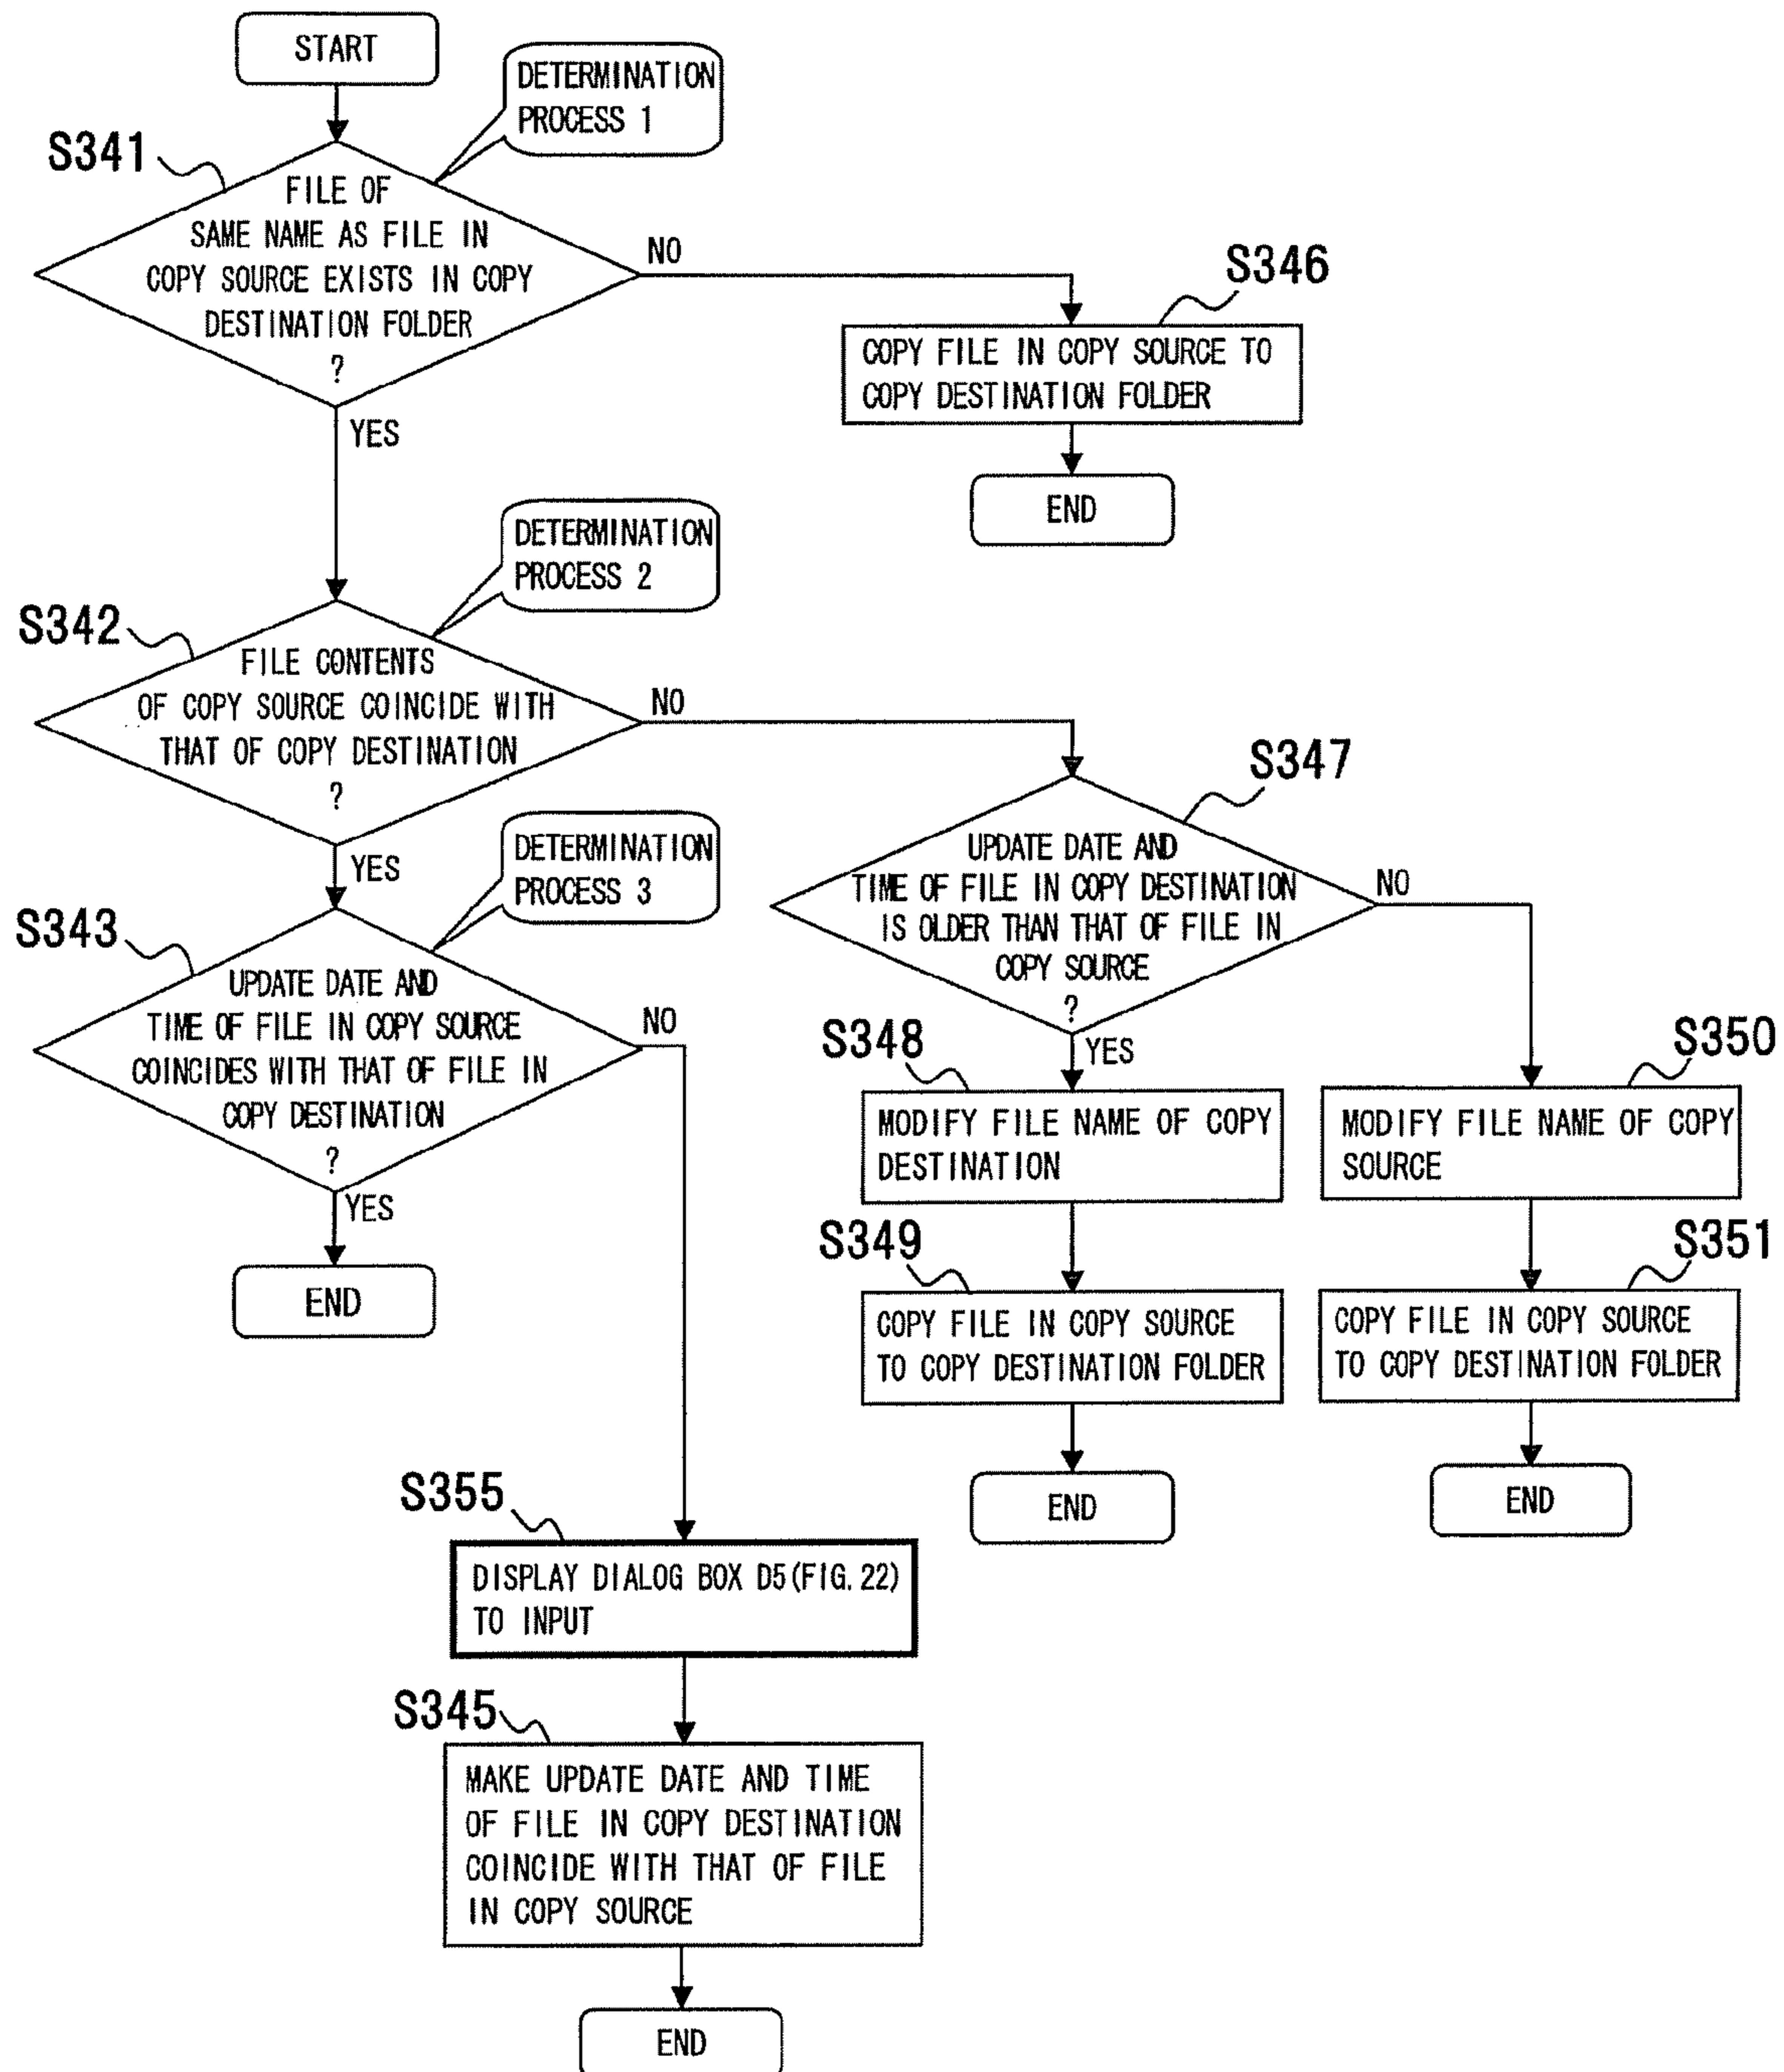 START
DETERMINATION
PROCESS 1
S341
FILE OF
SAME NAME AS FILE IN
COPY SOURCE EXISTS IN COPY
DESTINATION FOLDER
?
NO
YES
S346
COPY FILE IN COPY SOURCE TO
COPY DESTINATION FOLDER
END
DETERMINATION
PROCESS 2
S342
FILE CONTENTS
OF COPY SOURCE COINCIDE WITH
THAT OF COPY DESTINATION
?
NO
YES
DETERMINATION
PROCESS 3
S343
UPDATE DATE AND
TIME OF FILE IN COPY SOURCE
COINCIDES WITH THAT OF FILE IN
COPY DESTINATION
?
NO
YES
END
S347
UPDATE DATE AND
TIME OF FILE IN COPY DESTINATION
IS OLDER THAN THAT OF FILE IN
COPY SOURCE
?
NO
YES
S348
MODIFY FILE NAME OF COPY
DESTINATION
S349
COPY FILE IN COPY SOURCE
TO COPY DESTINATION FOLDER
END
S350
MODIFY FILE NAME OF COPY
SOURCE
S351
COPY FILE IN COPY SOURCE
TO COPY DESTINATION FOLDER
END
S355
DISPLAY DIALOG BOX D5(FIG.22)
TO INPUT
S345
MAKE UPDATE DATE AND TIME
OF FILE IN COPY DESTINATION
COINCIDE WITH THAT OF FILE
IN COPY SOURCE
END